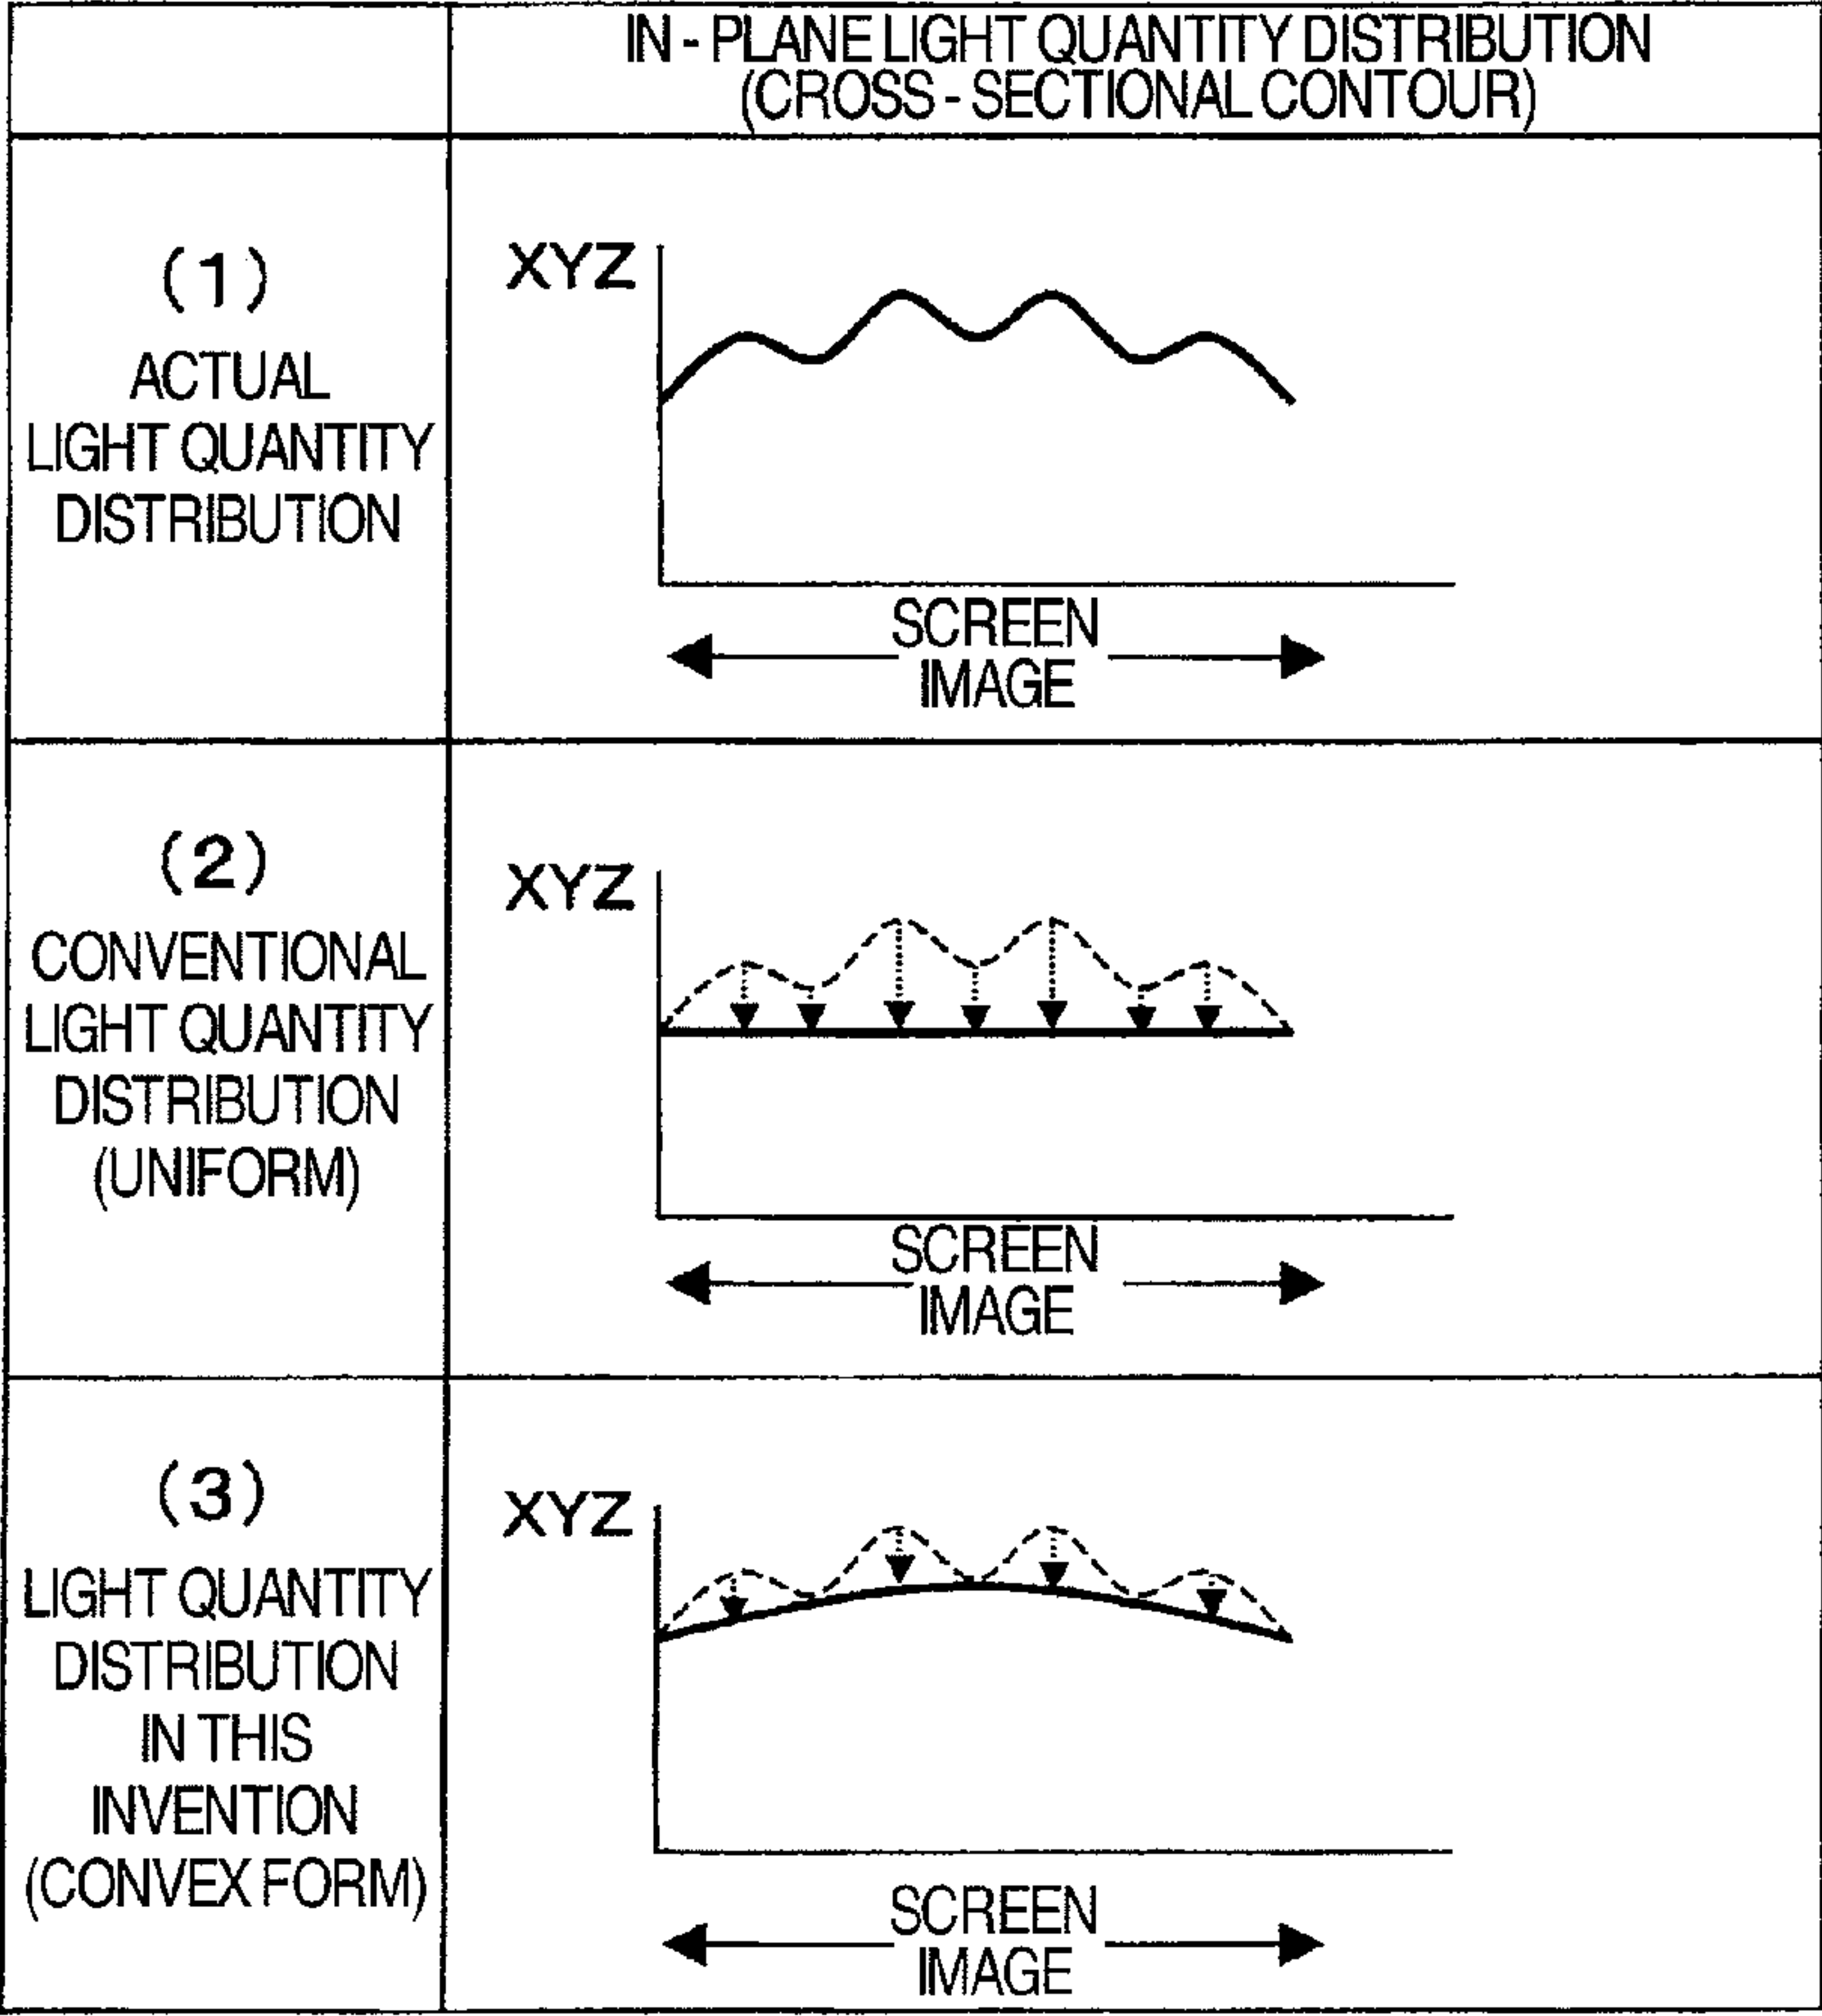 IN - PLANE LIGHT QUANTITY DISTRIBUTION
(CROSS - SECTIONAL CONTOUR)
(1)
ACTUAL
LIGHT QUANTITY
DISTRIBUTION
XYZ
SCREEN
IMAGE
(2)
CONVENTIONAL
LIGHT QUANTITY
DISTRIBUTION
(UNIFORM)
XYZ
SCREEN
IMAGE
(3)
LIGHT QUANTITY
DISTRIBUTION
IN THIS
INVENTION
(CONVEX FORM)
XYZ
SCREEN
IMAGE